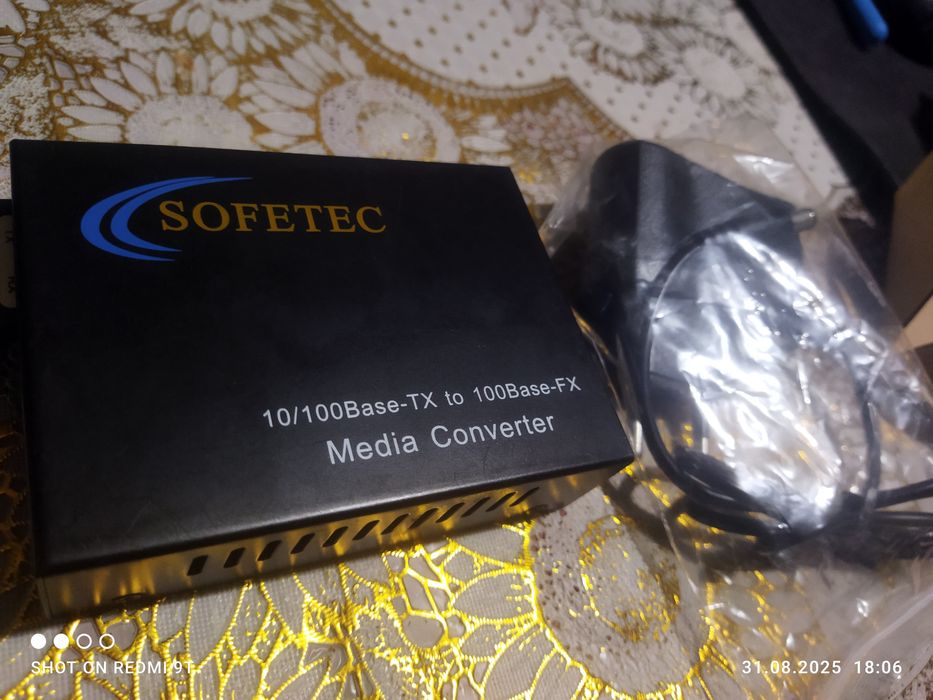 SOFETEC
10/100Base-TX to 100Base-FX
Media Converter
SHOT ON REDMI 9T
31.08.2025 18:06